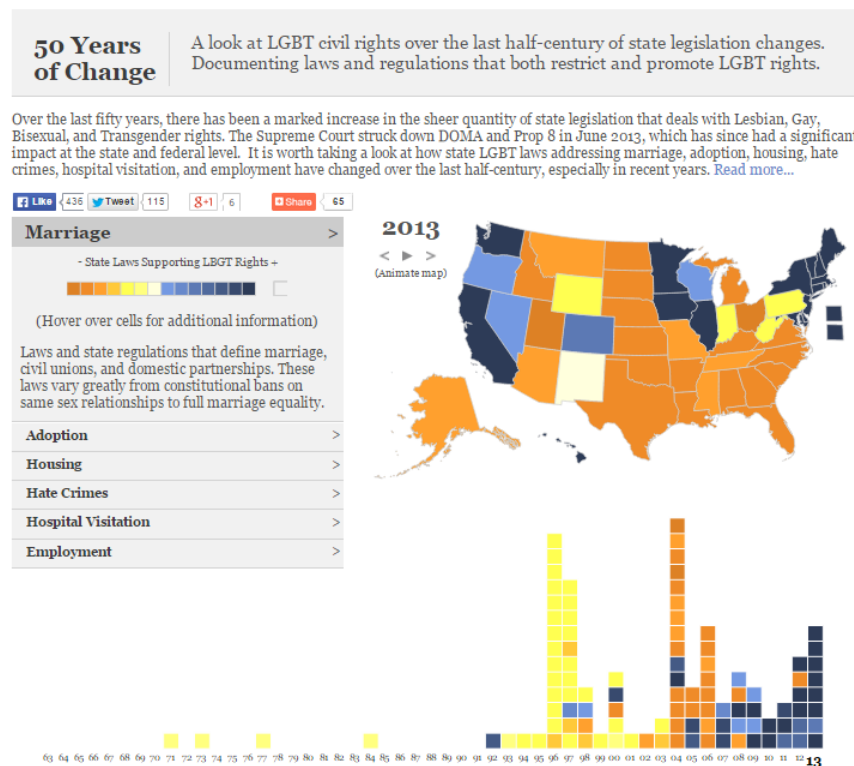 50 Years
of Change
A look at LGBT civil rights over the last half-century of state legislation changes.
Documenting laws and regulations that both restrict and promote LGBT rights.
Over the last fifty years, there has been a marked increase in the sheer quantity of state legislation that deals with Lesbian, Gay,
Bisexual, and Transgender rights. The Supreme Court struck down DOMA and Prop 8 in June 2013, which has since had a significant
impact at the state and federal level. It is worth taking a look at how state LGBT laws addressing marriage, adoption, housing, hate
crimes, hospital visitation, and employment have changed over the last half-century, especially in recent years. Read more...
Like 436 Tweet 115 g+1 6 Share 65
Marriage >
- State Laws Supporting LBGT Rights +
(Hover over cells for additional information)
Laws and state regulations that define marriage,
civil unions, and domestic partnerships. These
laws vary greatly from constitutional bans on
same sex relationships to full marriage equality.
Adoption >
Housing >
Hate Crimes >
Hospital Visitation >
Employment >
2013
< >
(Animate map)
63 64 65 66 67 68 69 70 71 72 73 74 75 76 77 78 79 80 81 82 83 84 85 86 87 88 89 90 91 92 93 94 95 96 97 98 99 00 01 02 03 04 05 06 07 08 09 10 11 12 13